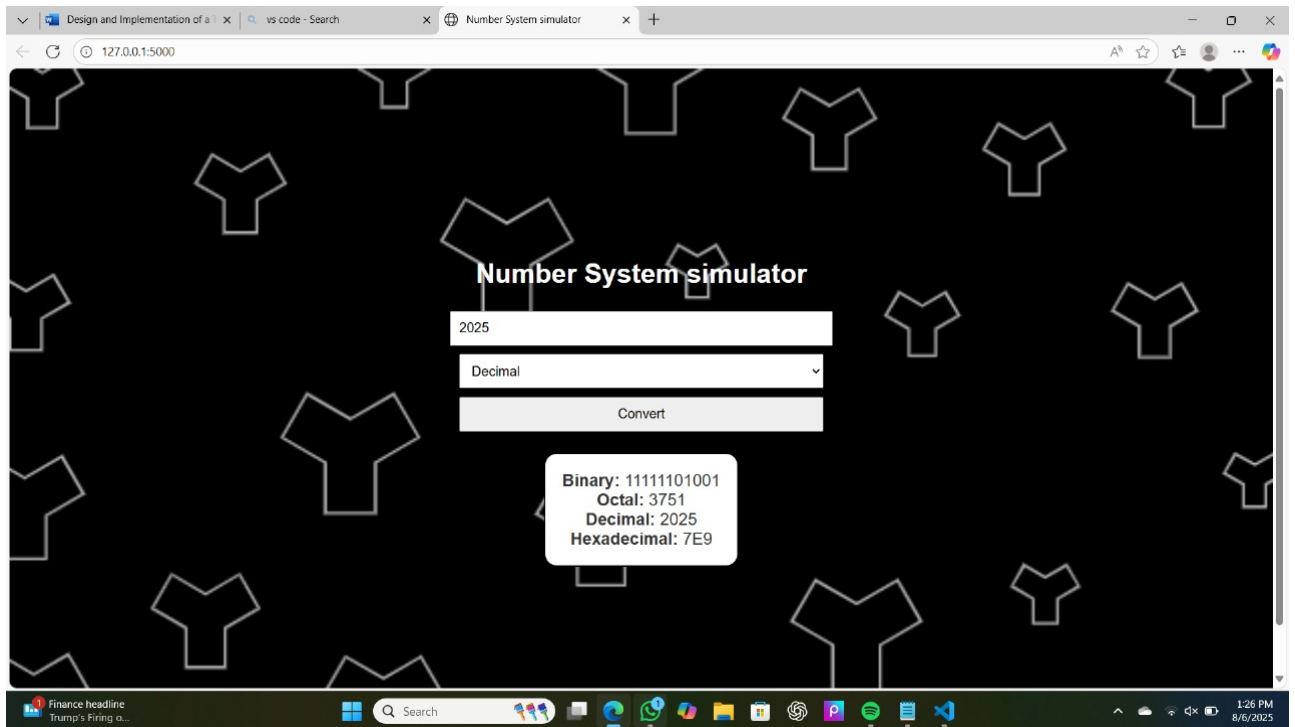 Design and Implementation of a
vs code - Search
Number System simulator
127.0.0.1:5000
Number System simulator
2025
Decimal
Convert
Binary: 11111101001
Octal: 3751
Decimal: 2025
Hexadecimal: 7E9
1
Finance headline
Trump's Firing o...
Search
1:26 PM
8/6/2025